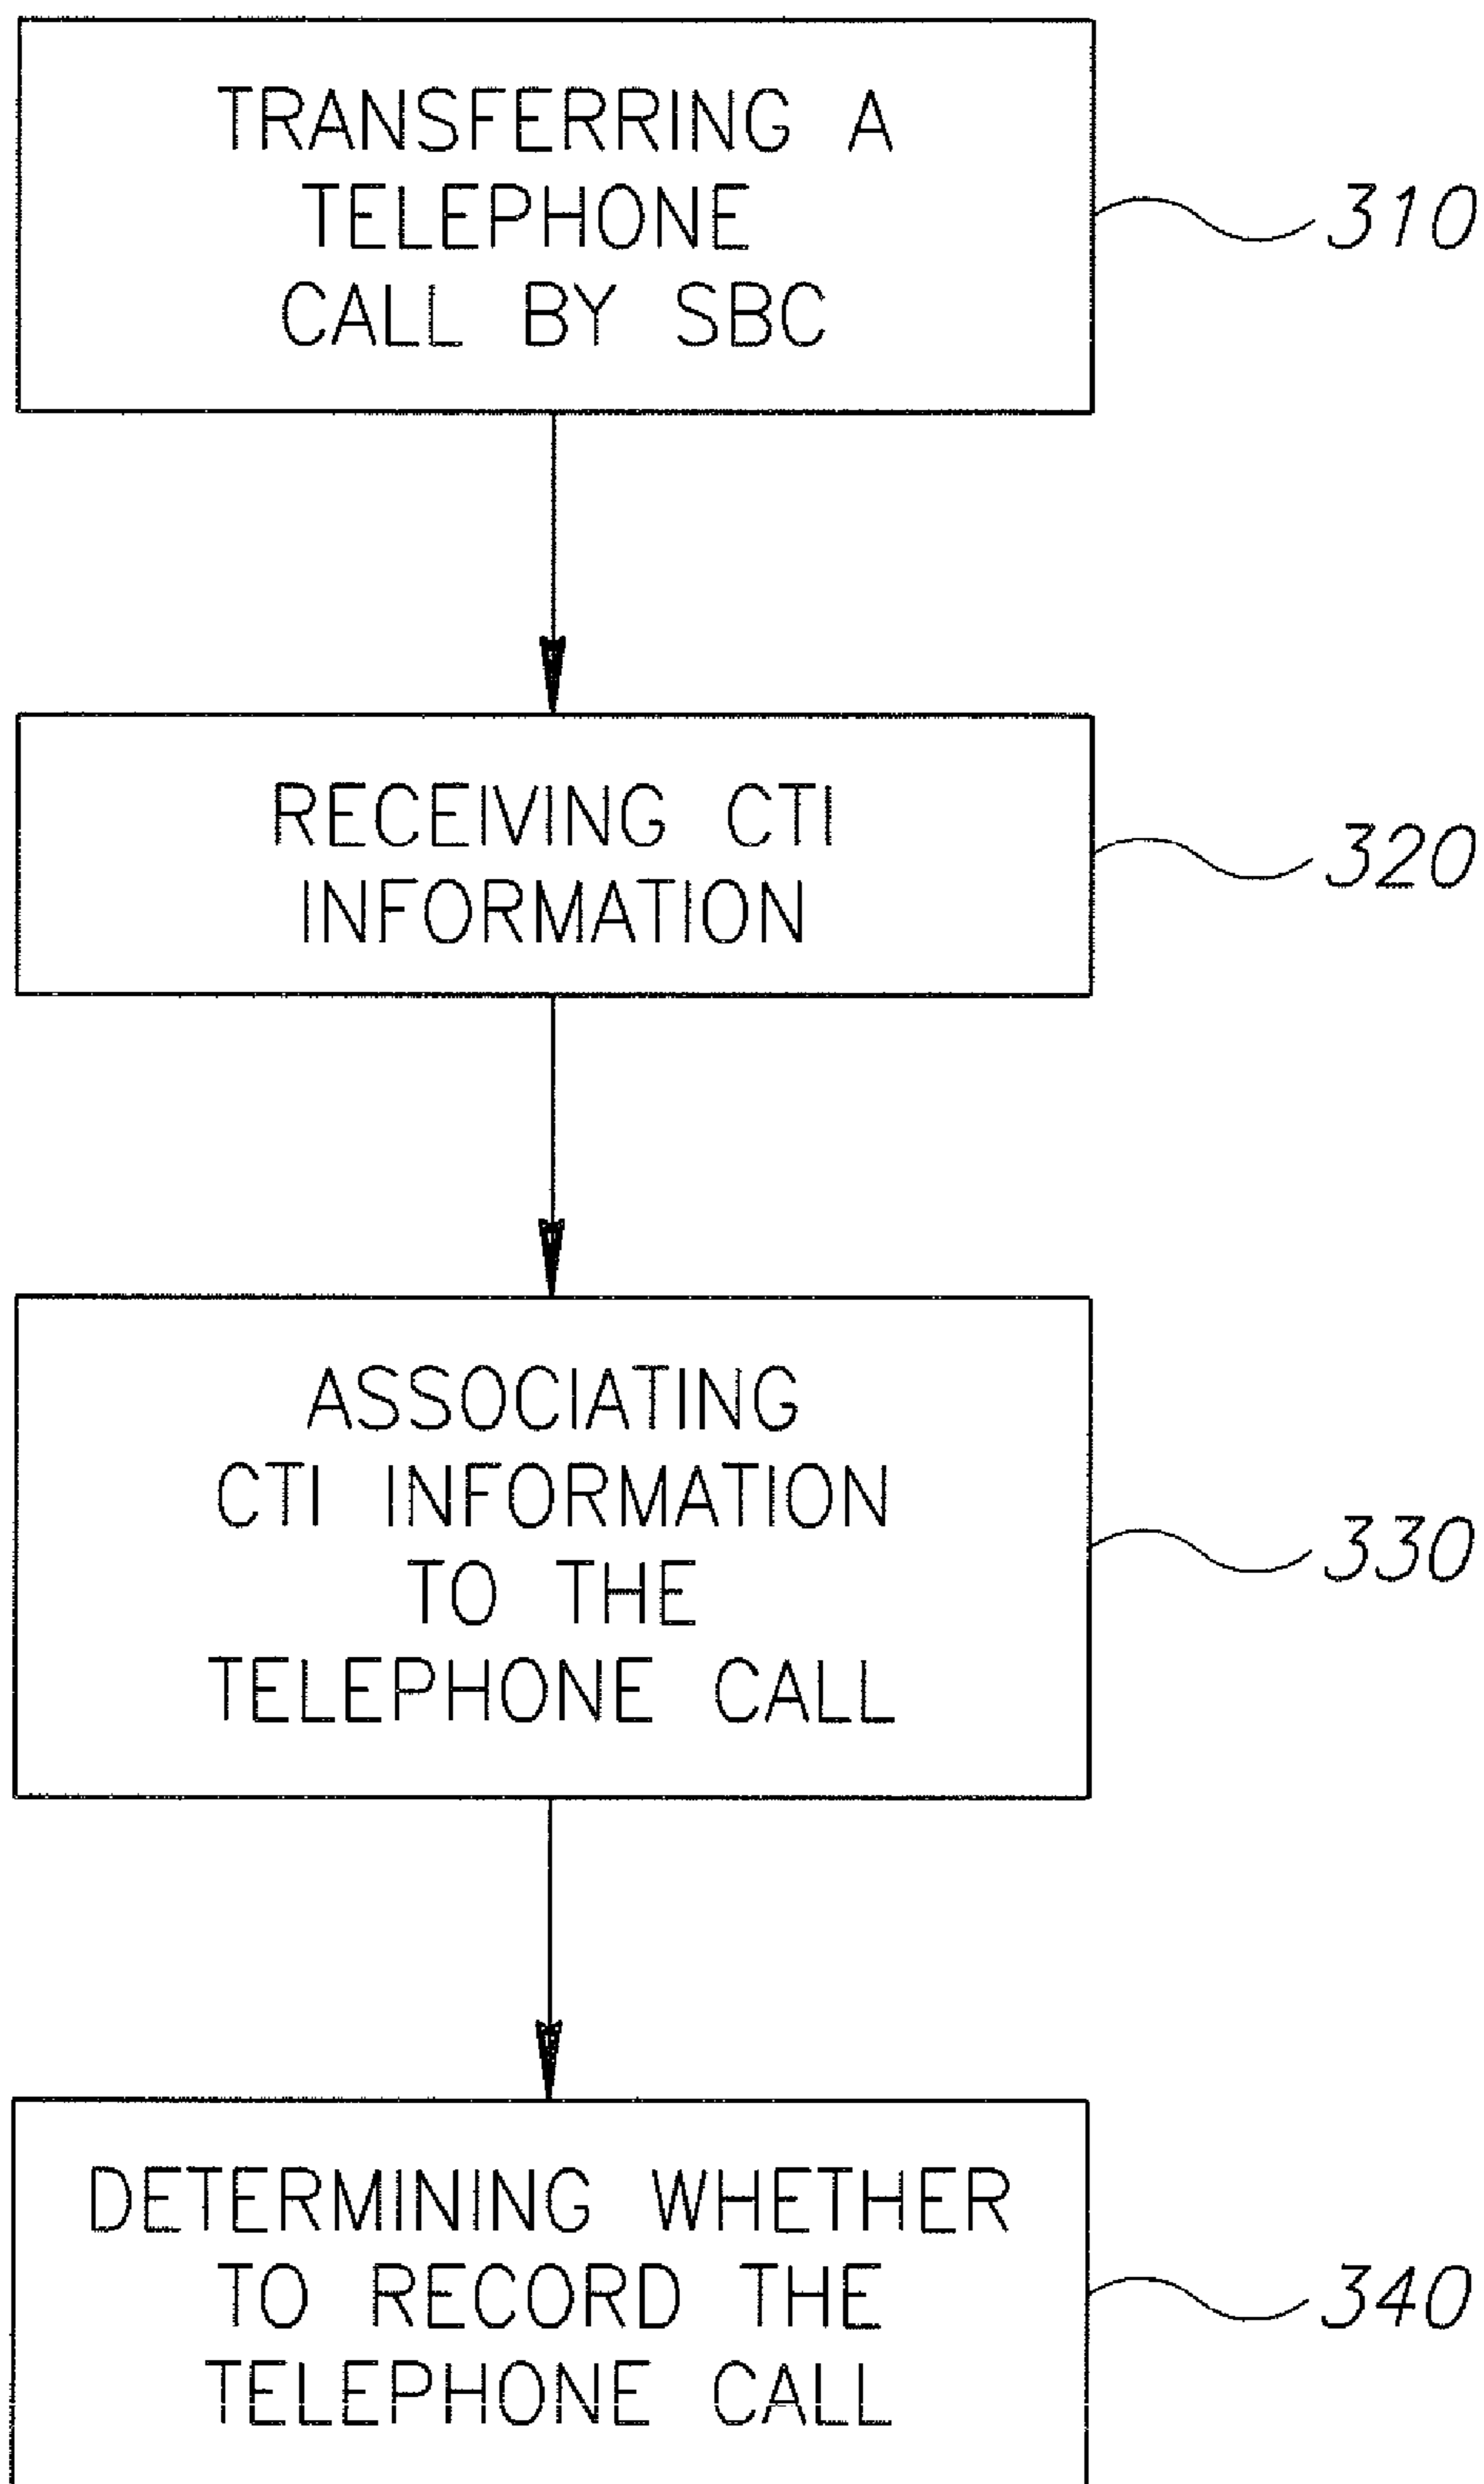 TRANSFERRING A
TELEPHONE
CALL BY SBC
310
RECEIVING CTI
INFORMATION
320
ASSOCIATING
CTI INFORMATION
TO THE
TELEPHONE CALL
330
DETERMINING WHETHER
TO RECORD THE
TELEPHONE CALL
340